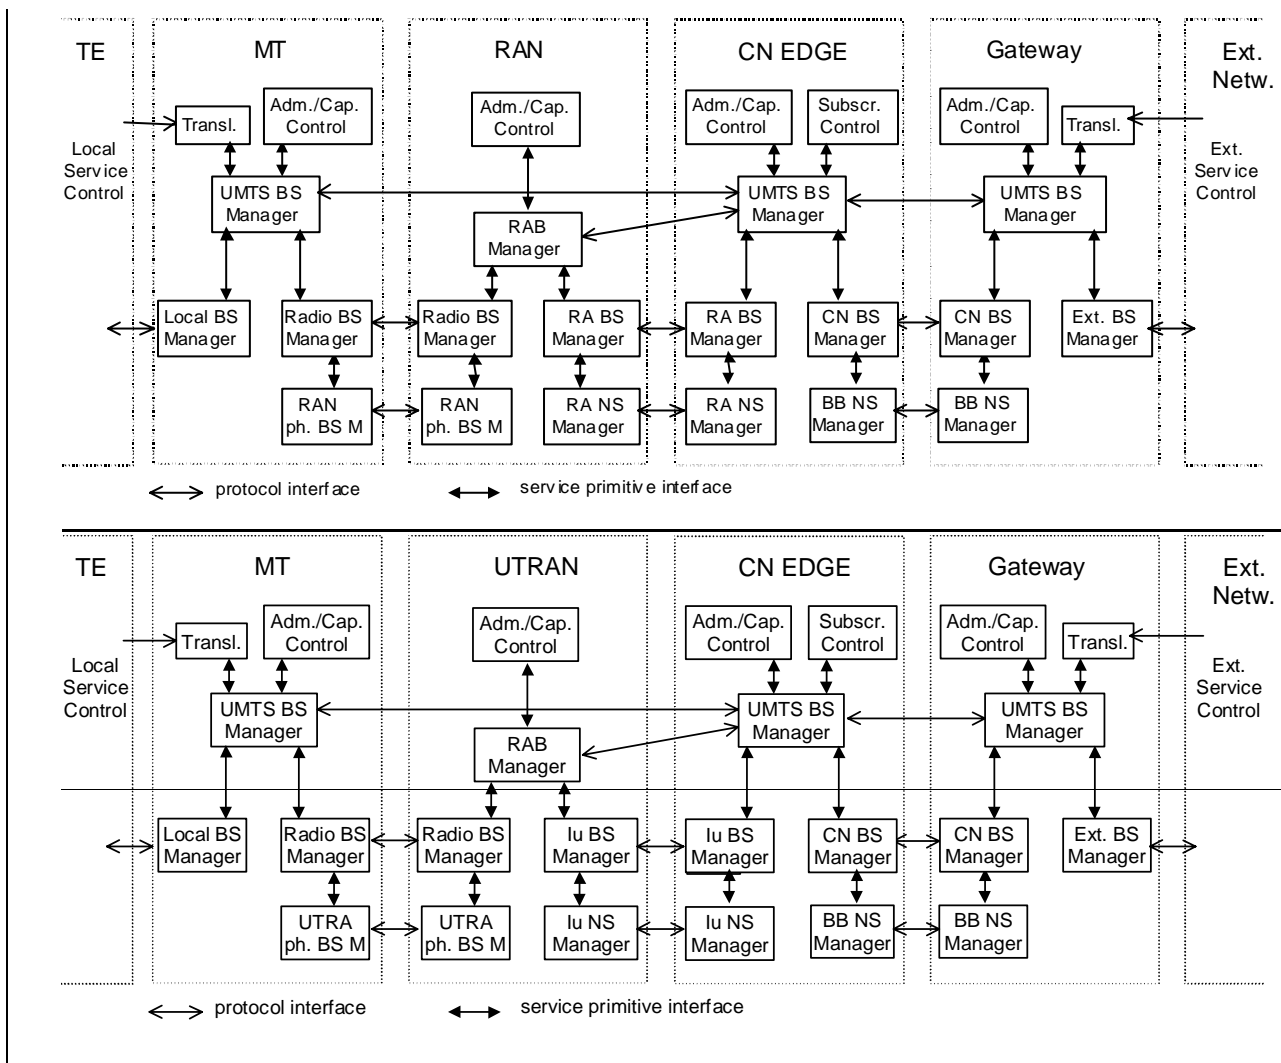 TE MT RAN CN EDGE Gateway Ext.
Netw.
Adm./Cap.
Control
Transl.
Adm./Cap.
Control
Adm./Cap.
Control
Subscr.
Control
Adm./Cap.
Control
Transl.
Local
Service
Control
Ext.
Service
Control
UMTS BS
Manager
UMTS BS
Manager
UMTS BS
Manager
RAB
Manager
Local BS
Manager
Radio BS
Manager
Radio BS
Manager
RA BS
Manager
RA BS
Manager
CN BS
Manager
CN BS
Manager
Ext. BS
Manager
RAN
ph. BS M
RAN
ph. BS M
RA NS
Manager
RA NS
Manager
BB NS
Manager
BB NS
Manager
protocol interface service primitive interface
TE MT UTRAN CN EDGE Gateway Ext.
Netw.
Adm./Cap.
Control
Transl.
Adm./Cap.
Control
Adm./Cap.
Control
Subscr.
Control
Adm./Cap.
Control
Transl.
Local
Service
Control
Ext.
Service
Control
UMTS BS
Manager
UMTS BS
Manager
UMTS BS
Manager
RAB
Manager
Local BS
Manager
Radio BS
Manager
Radio BS
Manager
Iu BS
Manager
Iu BS
Manager
CN BS
Manager
CN BS
Manager
Ext. BS
Manager
UTRA
ph. BS M
UTRA
ph. BS M
Iu NS
Manager
Iu NS
Manager
BB NS
Manager
BB NS
Manager
protocol interface service primitive interface